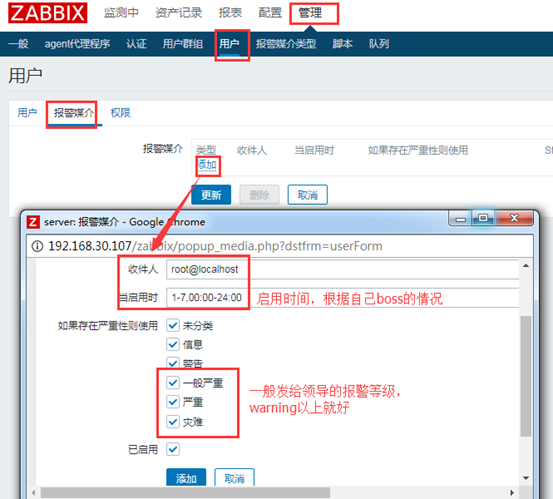 ZABBIX 监测中 资产记录 报表 配置 管理
一般 agent代理程序 认证 用户群组 用户 报警媒介类型 脚本 队列
用户
用户 报警媒介 权限
报警媒介 类型 收件人 当启用时 如果存在严重性则使用 St
添加
更新 删除 取消
Z server: 报警媒介 - Google Chrome
192.168.30.107/zabbix/popup_media.php?dstfrm=userForm
收件人 root@localhost
当启用时 1-7,00:00-24:00 启用时间，根据自己boss的情况
如果存在严重性则使用 未分类
信息
警告
一般严重
严重
灾难
一般发给领导的报警等级，
warning以上就好
已启用
添加 取消